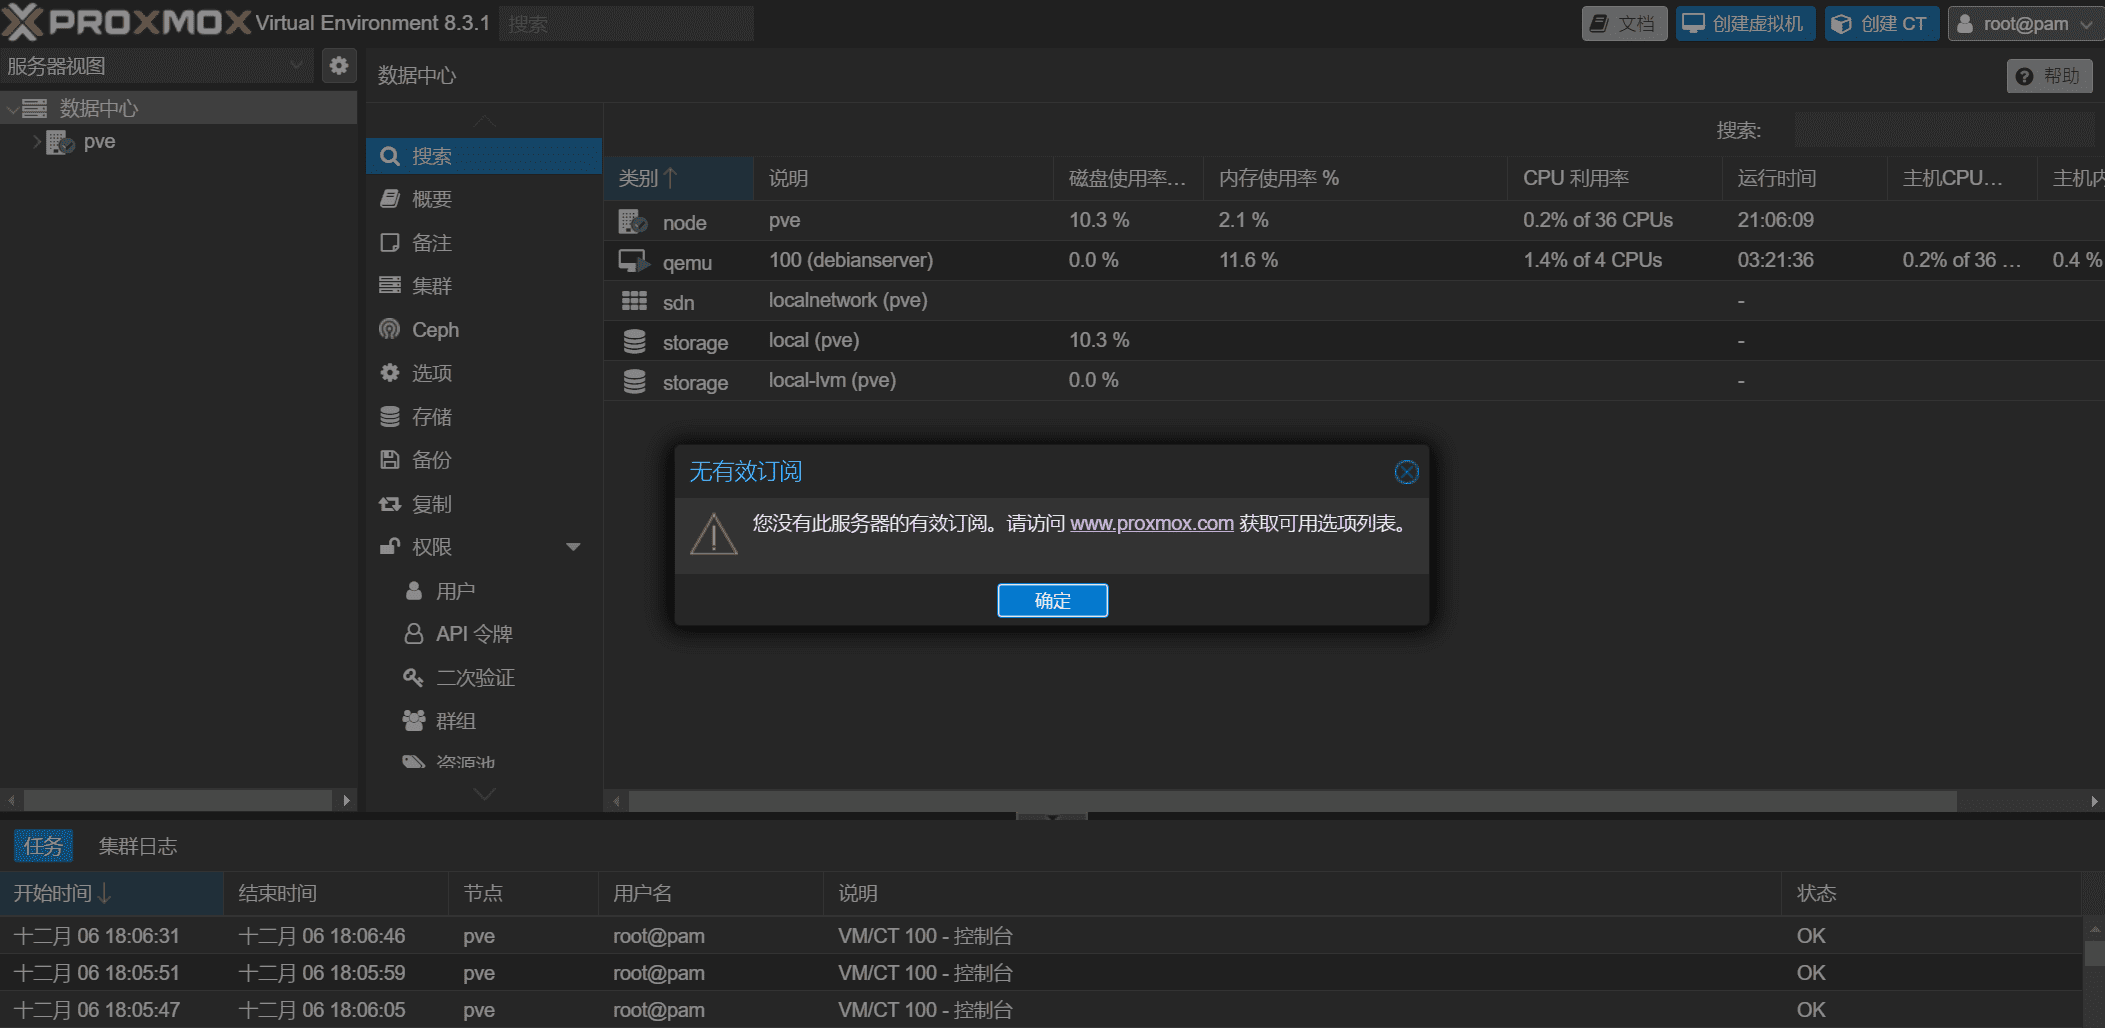 PROXMOX Virtual Environment 8.3.1 搜索 文档 创建虚拟机 创建 CT root@pam
服务器视图
数据中心
pve
数据中心 帮助
搜索
概要
备注
集群
Ceph
选项
存储
备份
复制
权限
用户
API 令牌
二次验证
群组
资源池
搜索:
类别 说明 磁盘使用率... 内存使用率 % CPU 利用率 运行时间 主机CPU... 主机内
node pve 10.3 % 2.1 % 0.2% of 36 CPUs 21:06:09
qemu 100 (debianserver) 0.0 % 11.6 % 1.4% of 4 CPUs 03:21:36 0.2% of 36 ... 0.4 %
sdn localnetwork (pve) -
storage local (pve) 10.3 % -
storage local-lvm (pve) 0.0 % -
无有效订阅
您没有此服务器的有效订阅。请访问 www.proxmox.com 获取可用选项列表。
确定
任务 集群日志
开始时间 结束时间 节点 用户名 说明 状态
十二月 06 18:06:31 十二月 06 18:06:46 pve root@pam VM/CT 100 - 控制台 OK
十二月 06 18:05:51 十二月 06 18:05:59 pve root@pam VM/CT 100 - 控制台 OK
十二月 06 18:05:47 十二月 06 18:06:05 pve root@pam VM/CT 100 - 控制台 OK